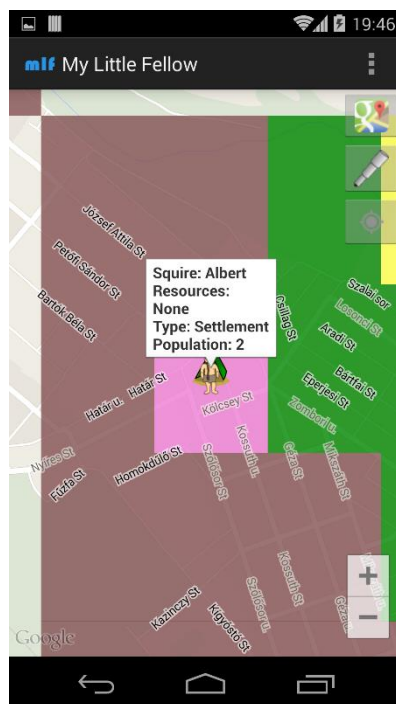 19:46
mlf My Little Fellow
József Attila St
Petőfi Sándor St
Bartók Béla St
Squire: Albert
Resources:
None
Type: Settlement
Population: 2
Csillag St
Szalai sor
Losonci St
Aradi St
Bártfai St
Eperjesi St
Zombori u.
Határ u.
Határ St
Kölcsey St
Kossuth u.
Géza St
Mikszáth St
Nyíres St
Fűzfa St
Homokdűlő St
Szőlősor St
Kossuth St
Szőlősor u.
Kazinczy St
Kígyóstó St
Google
+
−